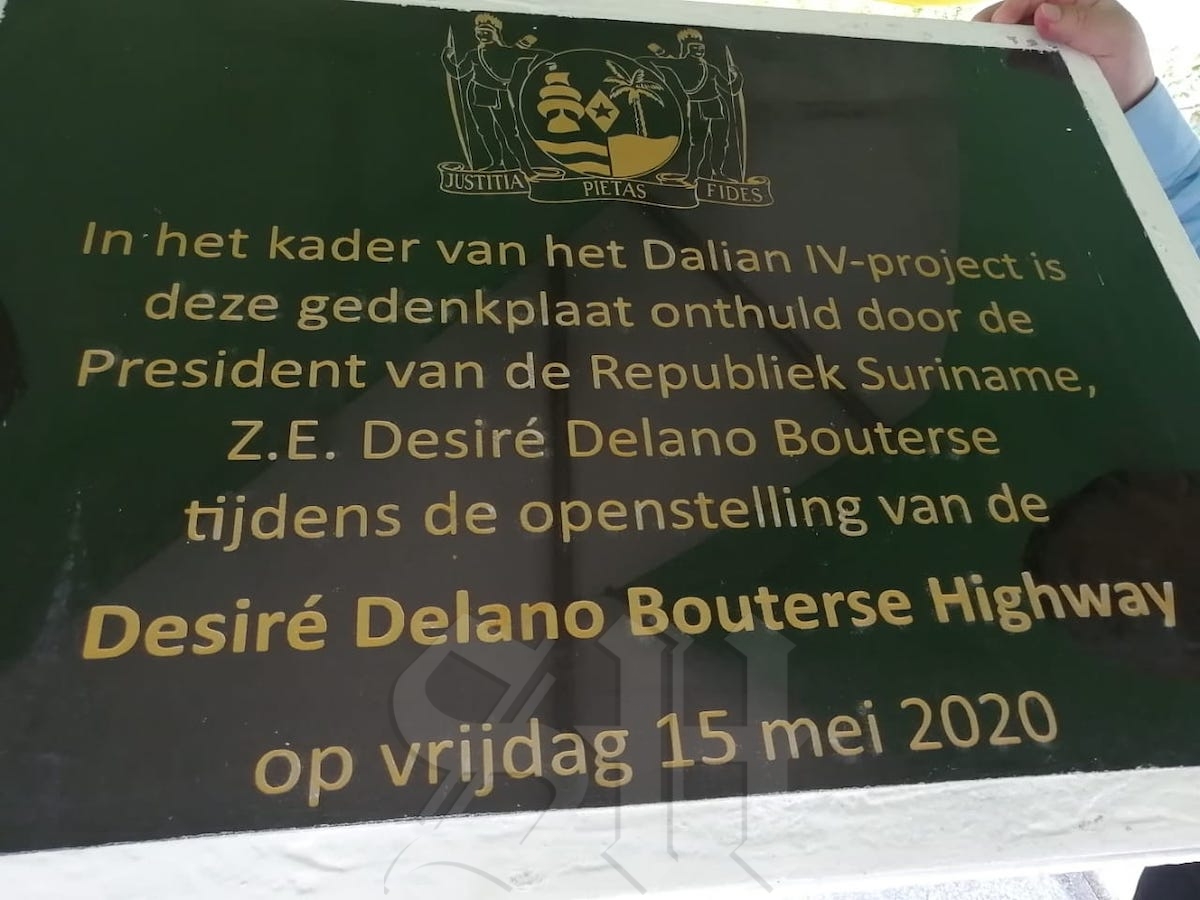 JUSTITIA PIETAS FIDES
In het kader van het Dalian IV-project is
deze gedenkplaat onthuld door de
President van de Republiek Suriname,
Z.E. Desiré Delano Bouterse
tijdens de openstelling van de
Desiré Delano Bouterse Highway
op vrijdag 15 mei 2020
SH